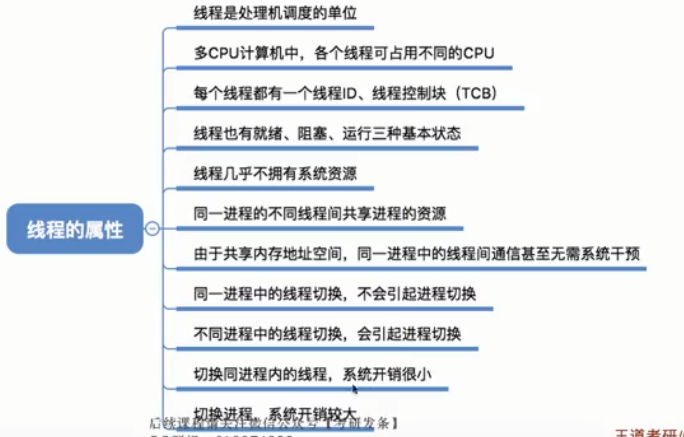 线程是处理机调度的单位
多CPU计算机中，各个线程可占用不同的CPU
每个线程都有一个线程ID、线程控制块（TCB）
线程也有就绪、阻塞、运行三种基本状态
线程几乎不拥有系统资源
线程的属性
同一进程的不同线程间共享进程的资源
由于共享内存地址空间，同一进程中的线程间通信甚至无需系统干预
同一进程中的线程切换，不会引起进程切换
不同进程中的线程切换，会引起进程切换
切换同进程内的线程，系统开销很小
切换进程，系统开销较大
后续课程请关注微信公众号【考研发条】
王道考研